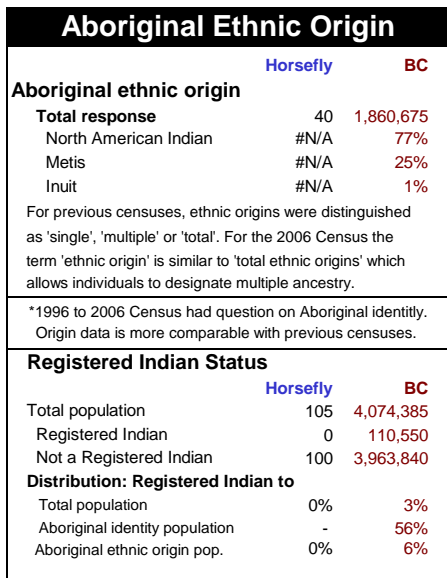 Aboriginal Ethnic Origin
Horsefly BC
Aboriginal ethnic origin
Total response 40 1,860,675
North American Indian #N/A 77%
Metis #N/A 25%
Inuit #N/A 1%
For previous censuses, ethnic origins were distinguished
as 'single', 'multiple' or 'total'. For the 2006 Census the
term 'ethnic origin' is similar to 'total ethnic origins' which
allows individuals to designate multiple ancestry.
*1996 to 2006 Census had question on Aboriginal identitly.
Origin data is more comparable with previous censuses.
Registered Indian Status
Horsefly BC
Total population 105 4,074,385
Registered Indian 0 110,550
Not a Registered Indian 100 3,963,840
Distribution: Registered Indian to
Total population 0% 3%
Aboriginal identity population - 56%
Aboriginal ethnic origin pop. 0% 6%